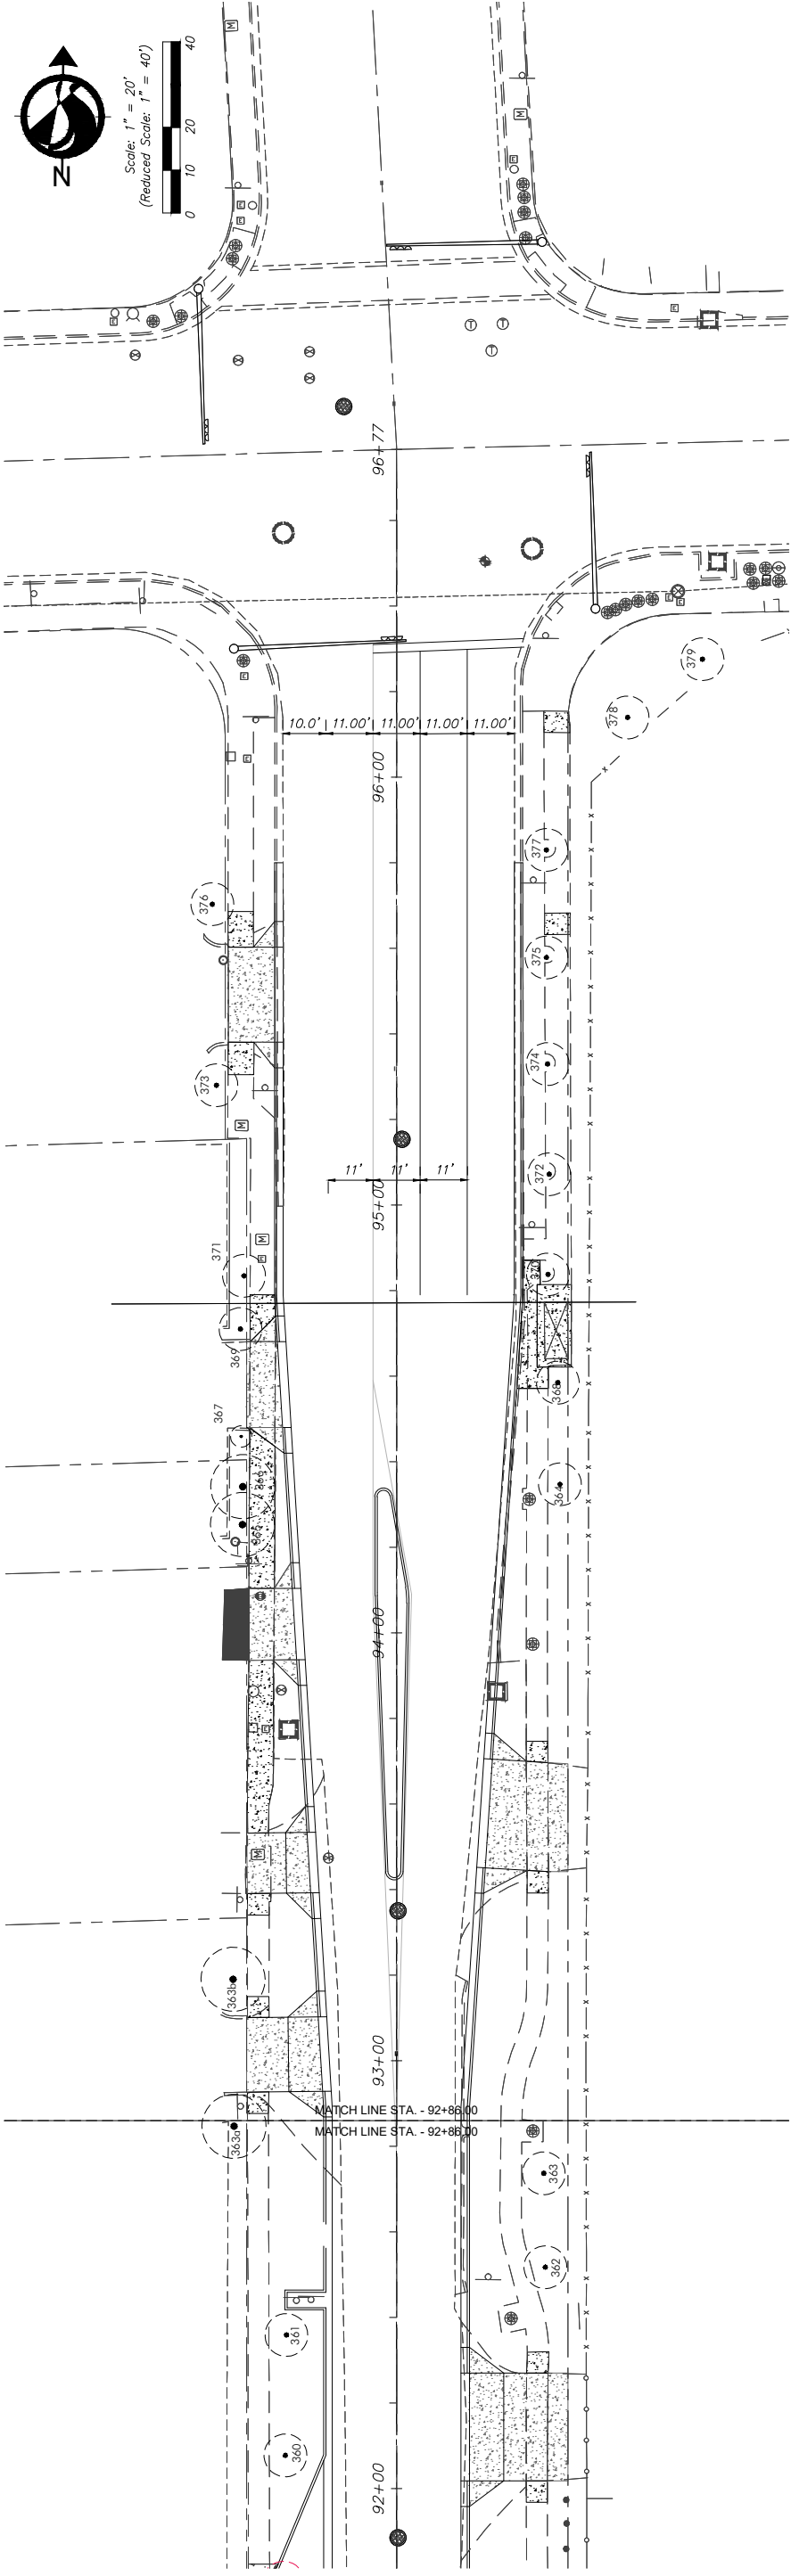 Scale: 1" = 20'
(Reduced Scale: 1" = 40')
0 10 20 40
N
M
M
E
E
E
E
E
T T
T
96+77
E
E
E
E
379
378
10.0' 11.00' 11.00' 11.00' 11.00'
96+00
E
377
376
375
374
373
M
372
11' 11' 11'
95+00
371
M
E
370
369
368
367
366
364
365
94+00
E
M
363b
93+00
MATCH LINE STA. - 92+86.00
MATCH LINE STA. - 92+86.00
363a
363
362
361
360
92+00